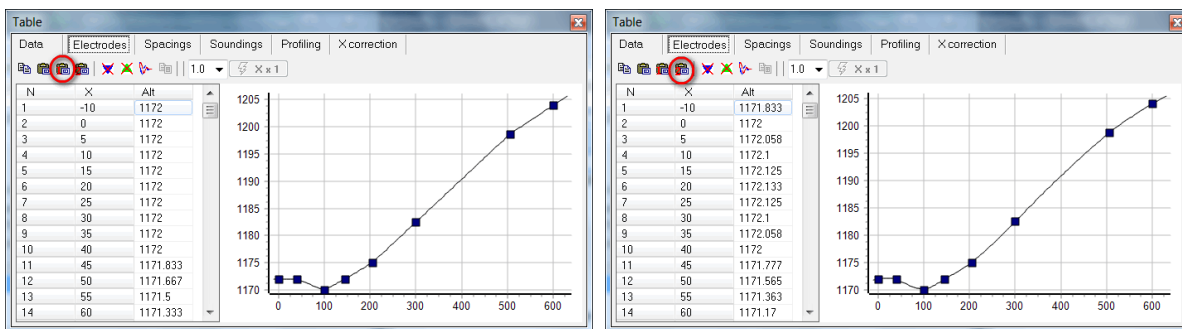 Table
Data Electrodes Spacings Soundings Profiling X correction
1.0 X x 1
N X Alt
1 -10 1172
2 0 1172
3 5 1172
4 10 1172
5 15 1172
6 20 1172
7 25 1172
8 30 1172
9 35 1172
10 40 1172
11 45 1171.833
12 50 1171.667
13 55 1171.5
14 60 1171.333
1205
1200
1195
1190
1185
1180
1175
1170
0 100 200 300 400 500 600
Table
Data Electrodes Spacings Soundings Profiling X correction
1.0 X x 1
N X Alt
1 -10 1171.833
2 0 1172
3 5 1172.058
4 10 1172.1
5 15 1172.125
6 20 1172.133
7 25 1172.125
8 30 1172.1
9 35 1172.058
10 40 1172
11 45 1171.777
12 50 1171.565
13 55 1171.363
14 60 1171.17
1205
1200
1195
1190
1185
1180
1175
1170
0 100 200 300 400 500 600